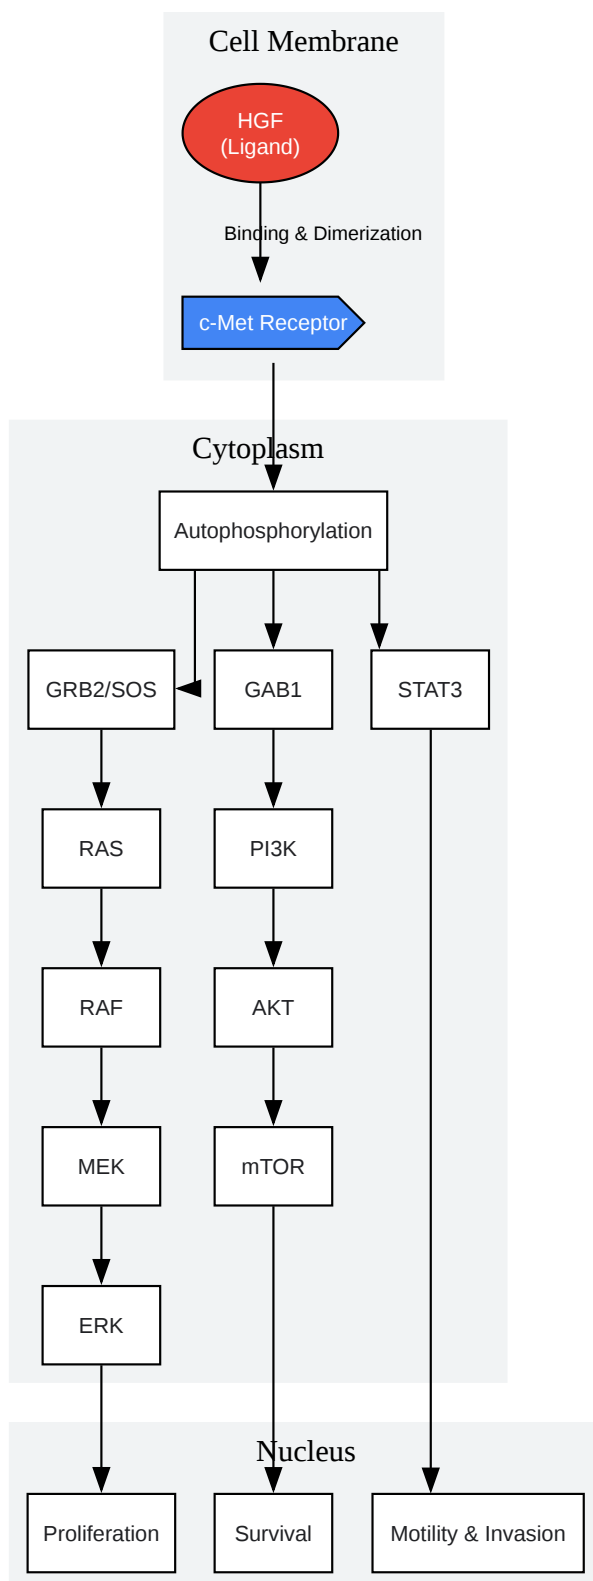 Cell Membrane
HGF
(Ligand)
Binding & Dimerization
c-Met Receptor
Cytoplasm
Autophosphorylation
GRB2/SOS
GAB1
STAT3
RAS
PI3K
RAF
AKT
MEK
mTOR
ERK
Nucleus
Proliferation
Survival
Motility & Invasion